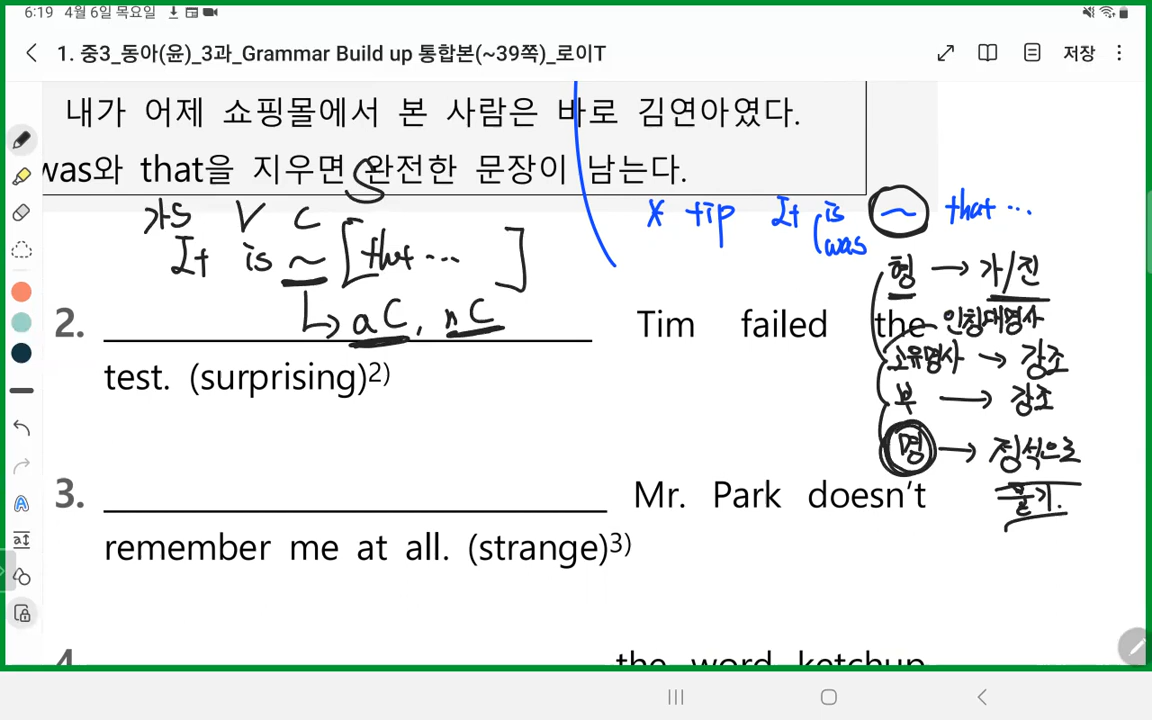 6:19 4월 6일 목요일
1. 중3_동아(윤)_3과_Grammar Build up 통합본(~39쪽)_로이T
저장
내가 어제 쇼핑몰에서 본 사람은 바로 김연아였다.
was와 that을 지우면 완전한 문장이 남는다.
S
가S V C
It is ~ [that ... ]
aC, nC
* tip It is ~ that ...
was
형 → 가/진
인칭대명사
고유명사 → 강조
부 → 강조
명 → 정석으로
풀기.
2. Tim failed the
test. (surprising)2)
3. Mr. Park doesn't
remember me at all. (strange)3)
4. the word ketchup